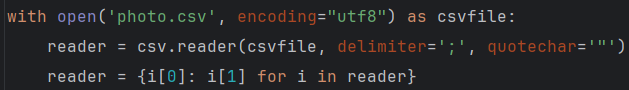 with open('photo.csv', encoding="utf8") as csvfile:
    reader = csv.reader(csvfile, delimiter=';', quotechar='"')
    reader = {i[0]: i[1] for i in reader}